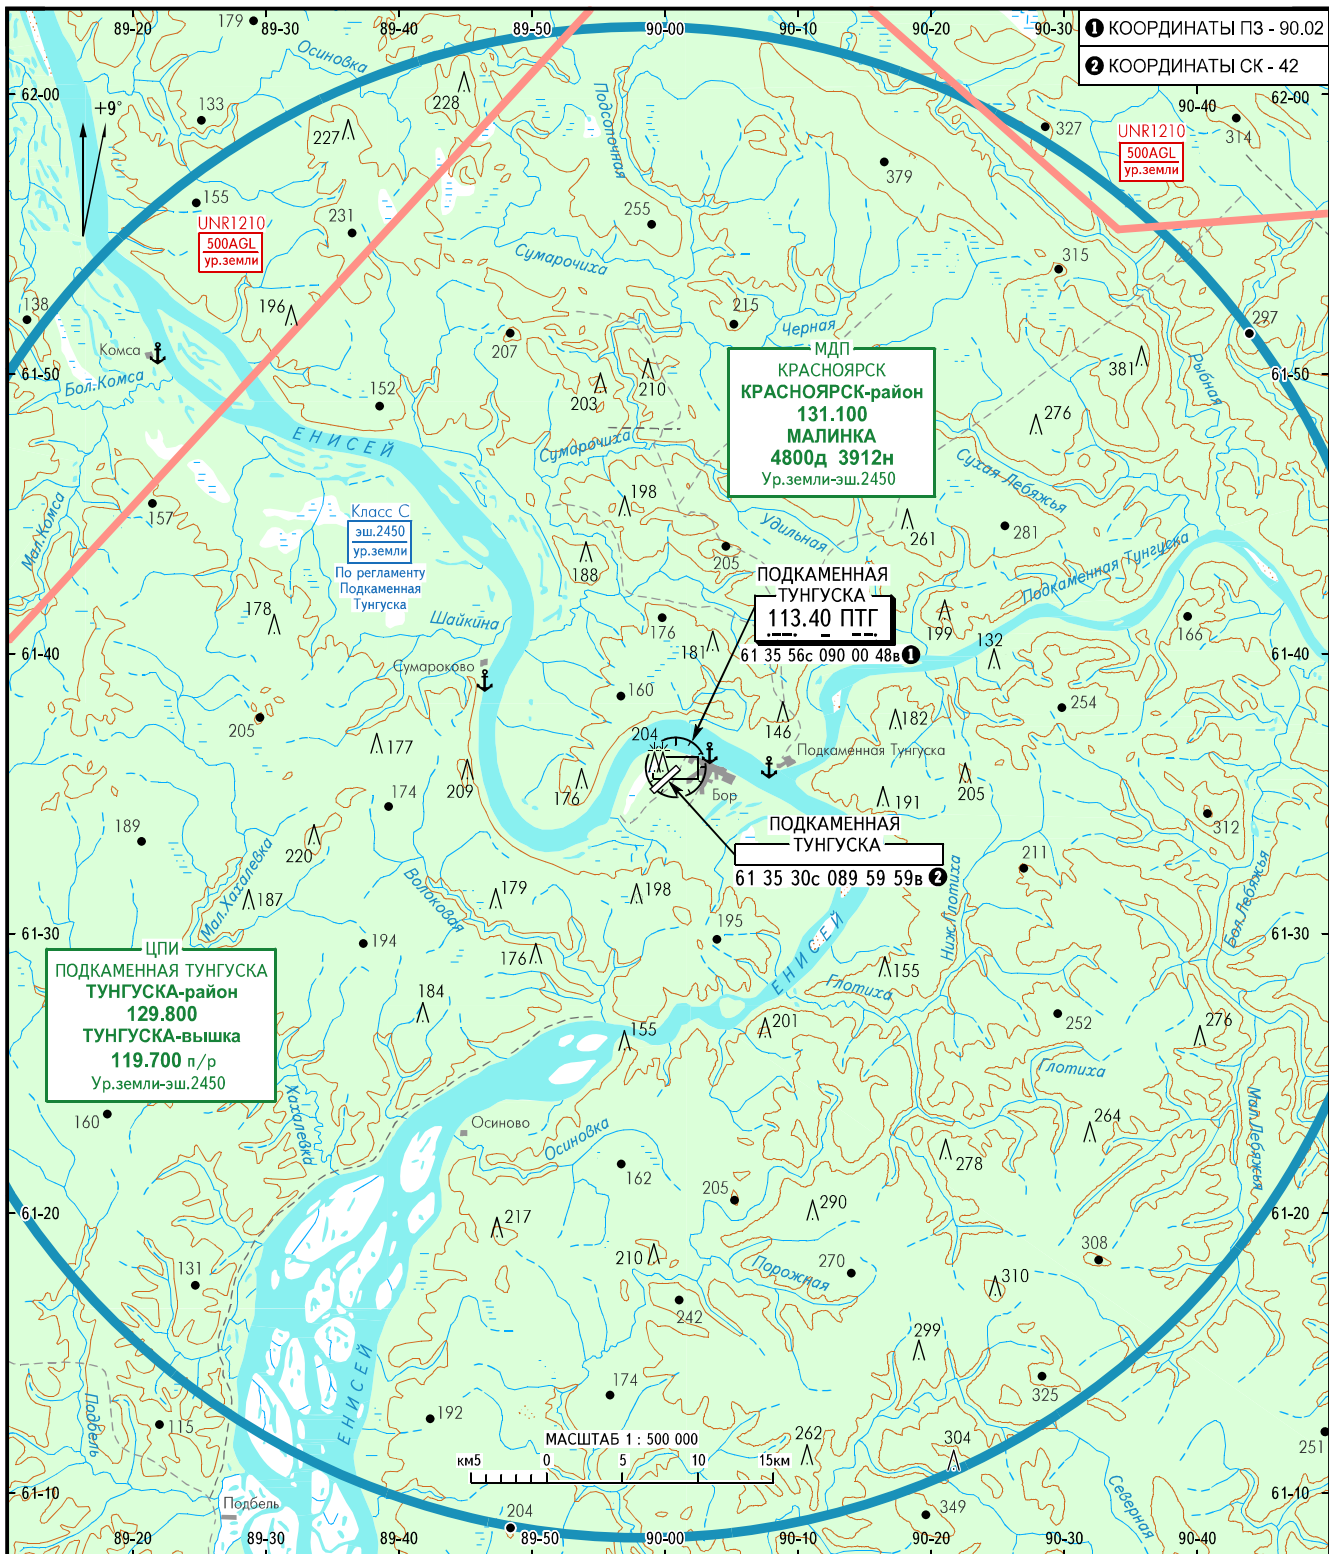 89-20
179
89-30
89-40
89-50
90-00
90-10
90-20
90-30
❶ КООРДИНАТЫ ПЗ - 90.02
❷ КООРДИНАТЫ СК - 42
Осиновка
228
Подсопочная
62-00
90-40
62-00
+9°
133
227
327
314
UNR1210
500AGL
ур.земли
379
155
231
255
UNR1210
500AGL
ур.земли
Сумарочиха
315
138
196
215
Черная
297
207
Комса
Бол.Комса
61-50
152
203
210
МДП
КРАСНОЯРСК
КРАСНОЯРСК-район
131.100
МАЛИНКА
4800д 3912н
Ур.земли-эш.2450
381
Рыбная
61-50
276
ЕНИСЕЙ
Сумарочиха
Сухая Лебяжья
Мал.Комса
157
198
Класс С
эш.2450
ур.земли
По регламенту
Подкаменная
Тунгуска
188
Удильная
205
261
281
Подкаменная Тунгуска
ПОДКАМЕННАЯ
ТУНГУСКА
113.40 ПТГ
61 35 56с 090 00 48в ❶
178
Шайкина
176
181
199
132
166
61-40
61-40
Сумароково
160
205
177
204
146
182
254
Подкаменная Тунгуска
174
209
176
Бор
191
205
312
189
220
ПОДКАМЕННАЯ
ТУНГУСКА
61 35 30с 089 59 59в ❷
211
Мал.Хахалевка
187
Волоковая
179
198
Ниж.Глотиха
Бол.Лебяжья
61-30
194
176
195
ЕНИСЕЙ
155
61-30
ЦПИ
ПОДКАМЕННАЯ ТУНГУСКА
ТУНГУСКА-район
129.800
ТУНГУСКА-вышка
119.700 п/р
Ур.земли-эш.2450
184
Глотиха
155
201
252
276
Глотиха
160
Хахалевка
Осиново
Осиновка
264
Мал.Лебяжья
162
278
61-20
217
205
290
61-20
210
308
131
Порожная
270
310
242
299
ЕНИСЕЙ
174
325
Подбель
115
192
МАСШТАБ 1 : 500 000
км5
0
5
10
15км
262
304
251
61-10
Северная
61-10
Подбель
204
349
89-20
89-30
89-40
89-50
90-00
90-10
90-20
90-30
90-40